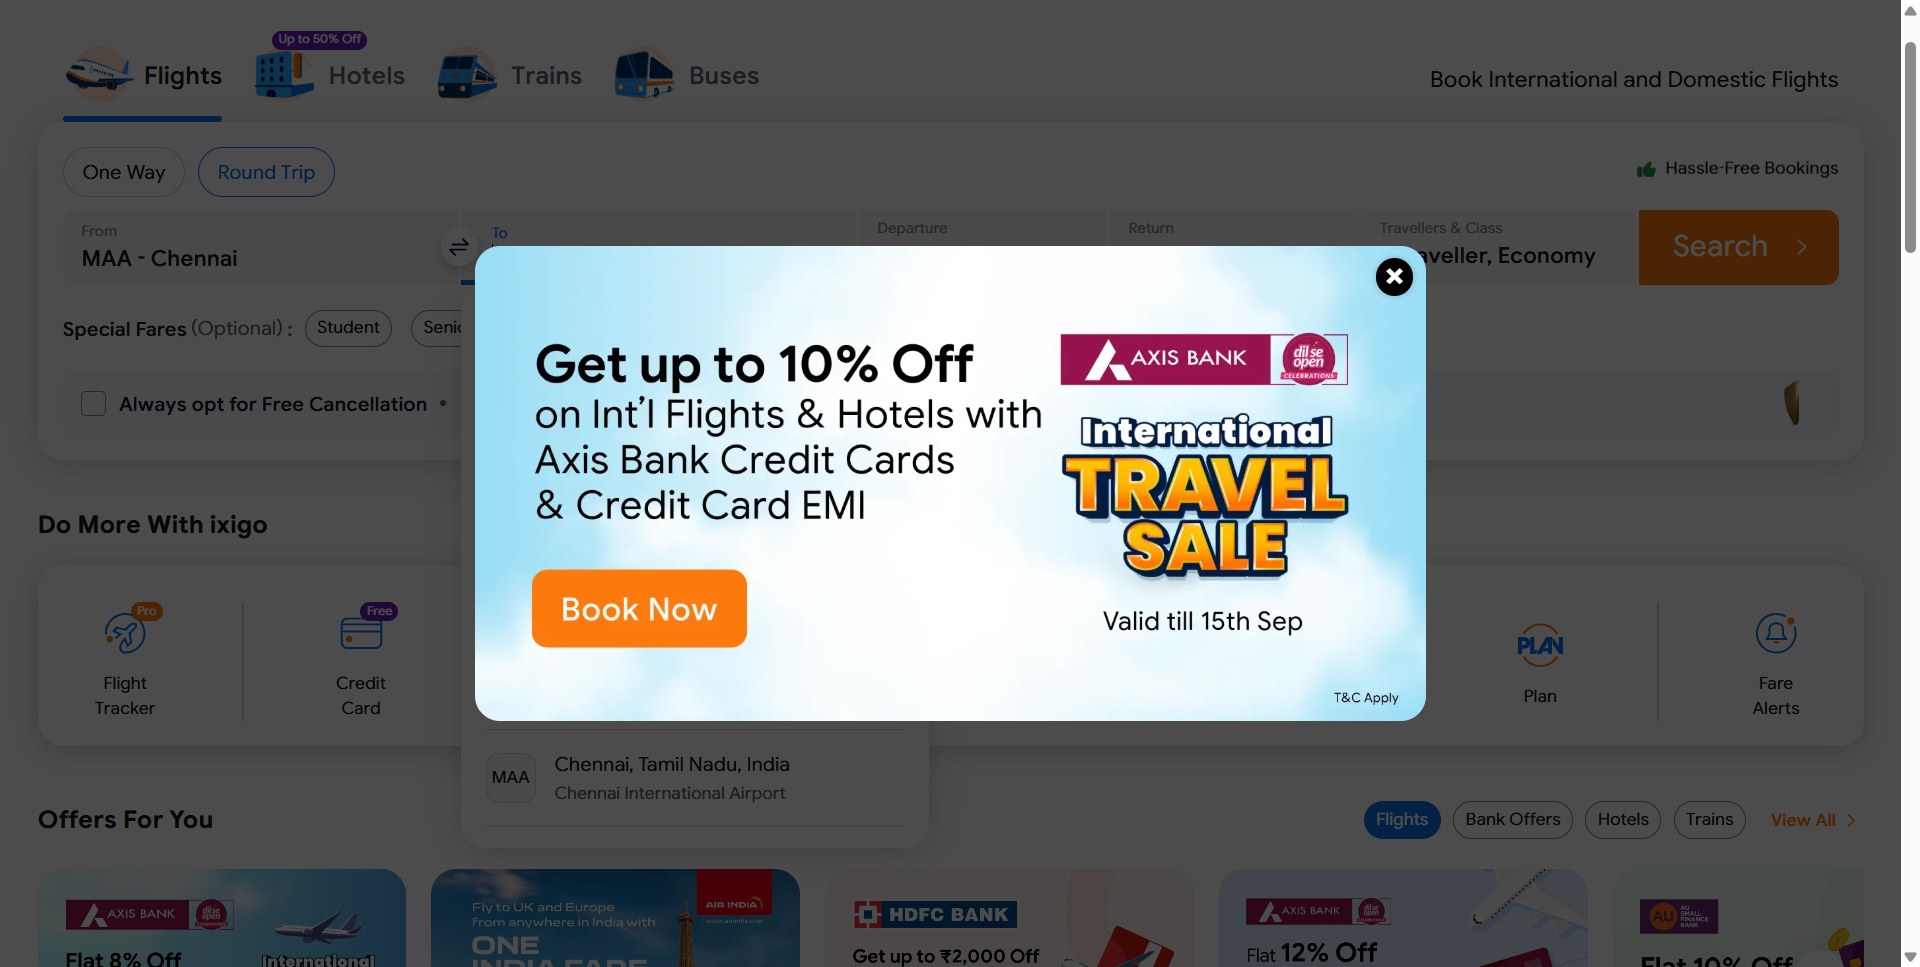 Up to 50% Off
Flights
Hotels
Trains
Buses
Book International and Domestic Flights
One Way
Round Trip
Hassle-Free Bookings
From
MAA - Chennai
To
Departure
Return
Travellers & Class
aveller, Economy
Search
Special Fares (Optional) :
Student
Senio
Always opt for Free Cancellation •
Get up to 10% Off
on Int'l Flights & Hotels with
Axis Bank Credit Cards
& Credit Card EMI
Book Now
AXIS BANK
dil se
open
CELEBRATIONS
International
TRAVEL
SALE
Valid till 15th Sep
T&C Apply
Do More With ixigo
Pro
Flight
Tracker
Free
Credit
Card
PLAN
Plan
Fare
Alerts
MAA
Chennai, Tamil Nadu, India
Chennai International Airport
Offers For You
Flights
Bank Offers
Hotels
Trains
View All
AXIS BANK
dil se
open
Flat 8% Off
International
Fly to UK and Europe
from anywhere in India with
ONE
INDIA FARE
AIR INDIA
www.airindia.com
HDFC BANK
Get up to ₹2,000 Off
AXIS BANK
dil se
open
Flat 12% Off
AU
AU
SMALL
FINANCE
BANK
Flat 10% Off